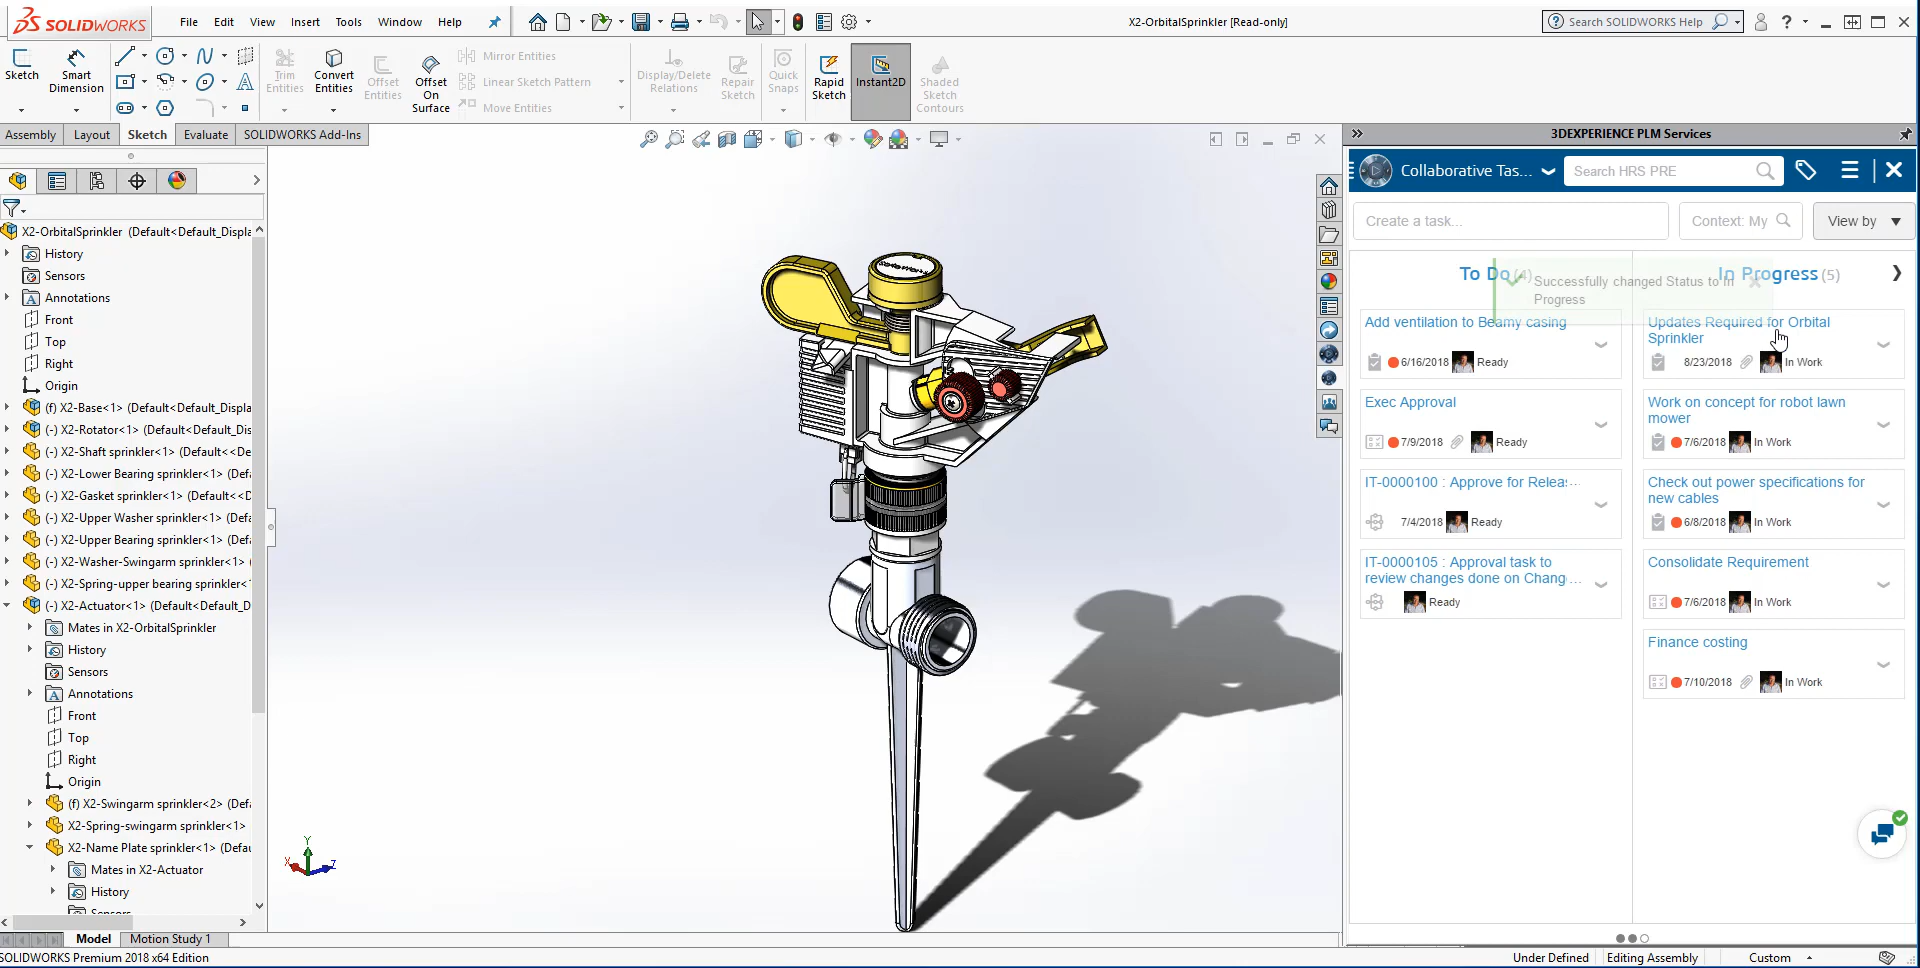 SOLIDWORKS
File Edit View Insert Tools Window Help
X2-OrbitalSprinkler [Read-only]
Search SOLIDWORKS Help
Sketch
Smart Dimension
Trim Entities
Convert Entities
Offset Entities
Offset On Surface
Mirror Entities
Linear Sketch Pattern
Move Entities
Display/Delete Relations
Repair Sketch
Quick Snaps
Rapid Sketch
Instant2D
Shaded Sketch Contours
Assembly Layout Sketch Evaluate SOLIDWORKS Add-Ins
X2-OrbitalSprinkler (Default<Default_Displa
History
Sensors
Annotations
Front
Top
Right
Origin
(f) X2-Base<1> (Default<Default_Displa
(-) X2-Rotator<1> (Default<Default_Dis
(-) X2-Shaft sprinkler<1> (Default<<De
(-) X2-Lower Bearing sprinkler<1> (Def
(-) X2-Gasket sprinkler<1> (Default<<D
(-) X2-Upper Washer sprinkler<1> (Defa
(-) X2-Upper Bearing sprinkler<1> (Defa
(-) X2-Washer-Swingarm sprinkler<1> (
(-) X2-Spring-upper bearing sprinkler<
(-) X2-Actuator<1> (Default<Default_D
Mates in X2-OrbitalSprinkler
History
Sensors
Annotations
Front
Top
Right
Origin
(f) X2-Swingarm sprinkler<2> (Def
X2-Spring-swingarm sprinkler<1>
X2-Name Plate sprinkler<1> (Defau
Mates in X2-Actuator
History
Sensors
Y
X
Z
Model
Motion Study 1
SOLIDWORKS Premium 2018 x64 Edition
Under Defined
Editing Assembly
Custom
3DEXPERIENCE PLM Services
Collaborative Tas...
Search HRS PRE
Create a task...
Context: My
View by
To Do (4)
Successfully changed Status to In Progress
Add ventilation to Beamy casing
6/16/2018 Ready
Exec Approval
7/9/2018 Ready
IT-0000100 : Approve for Releas...
7/4/2018 Ready
IT-0000105 : Approval task to
review changes done on Chang...
Ready
In Progress (5)
Updates Required for Orbital
Sprinkler
8/23/2018 In Work
Work on concept for robot lawn
mower
7/6/2018 In Work
Check out power specifications for
new cables
6/8/2018 In Work
Consolidate Requirement
7/6/2018 In Work
Finance costing
7/10/2018 In Work